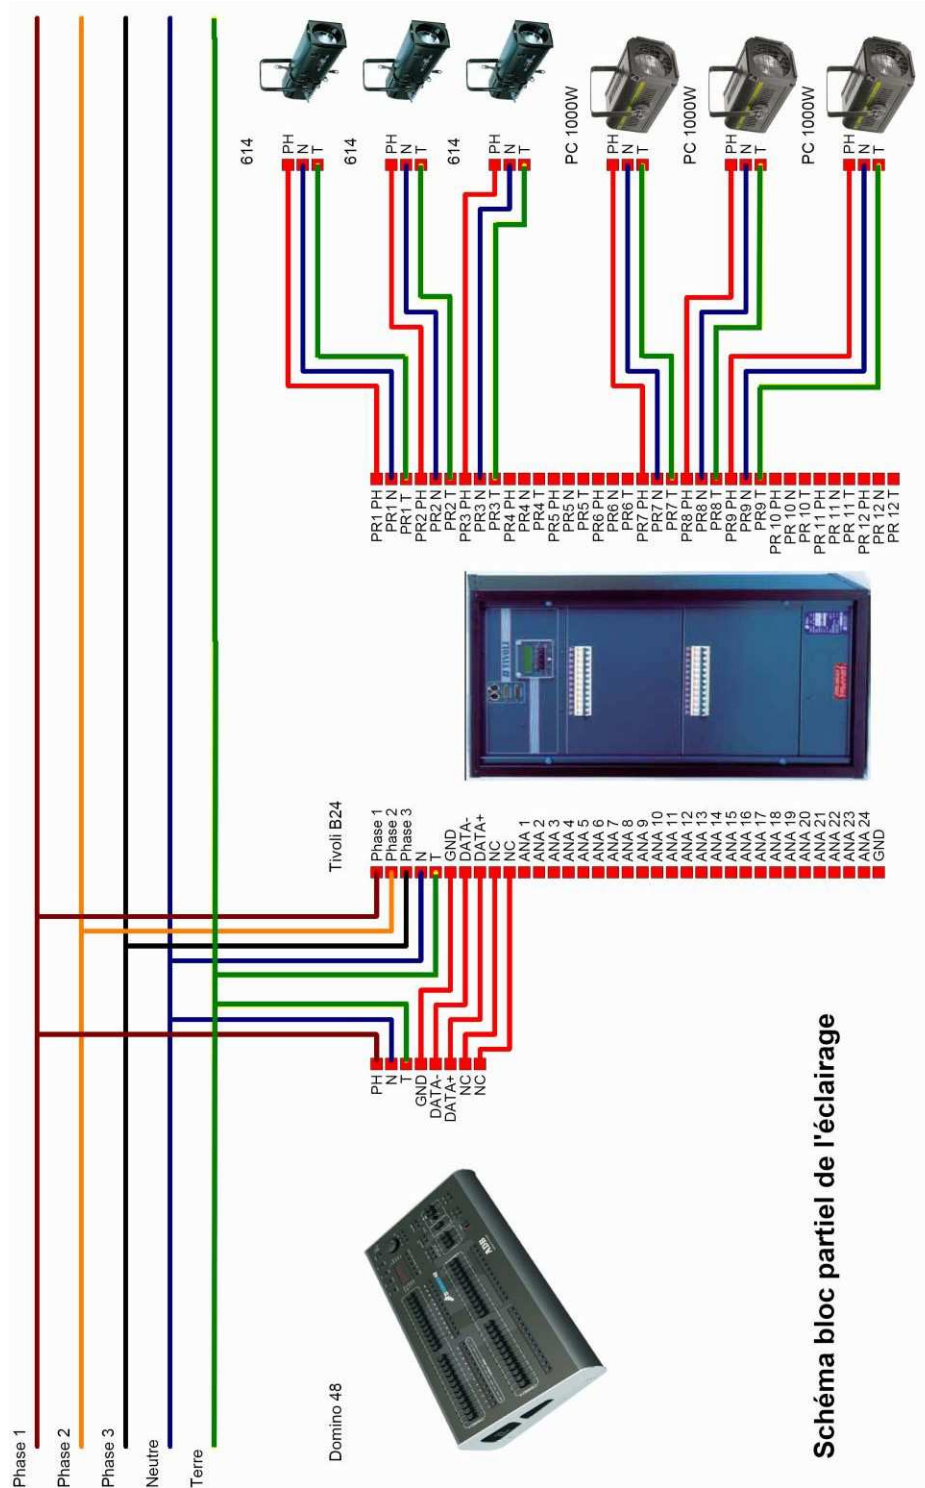 Phase 1
Phase 2
Phase 3
Neutre
Terre
Domino 48
PH
N
T
GND
DATA-
DATA+
NC
NC
Tivoli B24
Phase 1
Phase 2
Phase 3
N
T
GND
DATA-
DATA+
NC
NC
ANA 1
ANA 2
ANA 3
ANA 4
ANA 5
ANA 6
ANA 7
ANA 8
ANA 9
ANA 10
ANA 11
ANA 12
ANA 13
ANA 14
ANA 15
ANA 16
ANA 17
ANA 18
ANA 19
ANA 20
ANA 21
ANA 22
ANA 23
ANA 24
GND
PR1 PH
PR1 N
PR1 T
PR2 PH
PR2 N
PR2 T
PR3 PH
PR3 N
PR3 T
PR4 PH
PR4 N
PR4 T
PR5 PH
PR5 N
PR5 T
PR6 PH
PR6 N
PR6 T
PR7 PH
PR7 N
PR7 T
PR8 PH
PR8 N
PR8 T
PR9 PH
PR9 N
PR9 T
PR 10 PH
PR 10 N
PR 10 T
PR 11 PH
PR 11 N
PR 11 T
PR 12 PH
PR 12 N
PR 12 T
614
PH
N
T
614
PH
N
T
614
PH
N
T
PC 1000W
PH
N
T
PC 1000W
PH
N
T
PC 1000W
PH
N
T
ADB
Schéma bloc partiel de l'éclairage